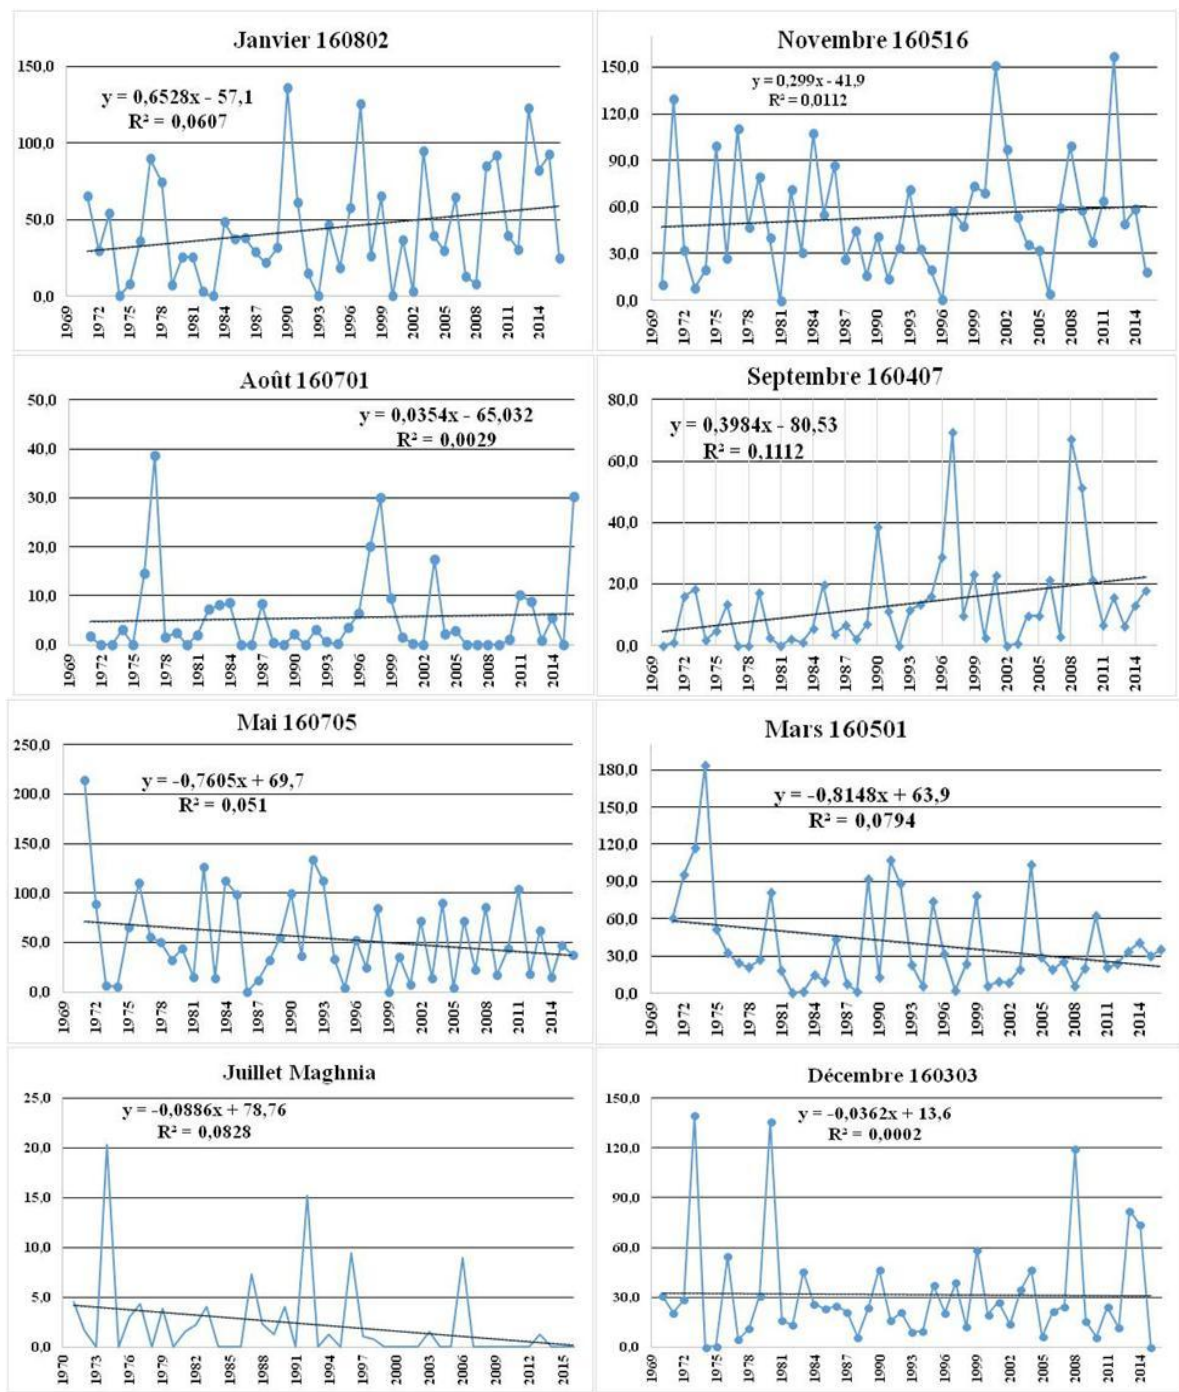 Janvier 160802
y = 0,6528x - 57,1
R² = 0,0607
150,0
100,0
50,0
0,0
1969 1972 1975 1978 1981 1984 1987 1990 1993 1996 1999 2002 2005 2008 2011 2014
Novembre 160516
y = 0,299x - 41,9
R² = 0,0112
150,0
120,0
90,0
60,0
30,0
0,0
1969 1972 1975 1978 1981 1984 1987 1990 1993 1996 1999 2002 2005 2008 2011 2014
Août 160701
y = 0,0354x - 65,032
R² = 0,0029
50,0
40,0
30,0
20,0
10,0
0,0
1969 1972 1975 1978 1981 1984 1987 1990 1993 1996 1999 2002 2005 2008 2011 2014
Septembre 160407
y = 0,3984x - 80,53
R² = 0,1112
80,0
60,0
40,0
20,0
0,0
1969 1972 1975 1978 1981 1984 1987 1990 1993 1996 1999 2002 2005 2008 2011 2014
Mai 160705
y = -0,7605x + 69,7
R² = 0,051
250,0
200,0
150,0
100,0
50,0
0,0
1969 1972 1975 1978 1981 1984 1987 1990 1993 1996 1999 2002 2005 2008 2011 2014
Mars 160501
y = -0,8148x + 63,9
R² = 0,0794
180,0
150,0
120,0
90,0
60,0
30,0
0,0
1969 1972 1975 1978 1981 1984 1987 1990 1993 1996 1999 2002 2005 2008 2011 2014
Juillet Maghnia
y = -0,0886x + 78,76
R² = 0,0828
25,0
20,0
15,0
10,0
5,0
0,0
1970 1973 1976 1979 1982 1985 1988 1991 1994 1997 2000 2003 2006 2009 2012 2015
Décembre 160303
y = -0,0362x + 13,6
R² = 0,0002
150,0
120,0
90,0
60,0
30,0
0,0
1969 1972 1975 1978 1981 1984 1987 1990 1993 1996 1999 2002 2005 2008 2011 2014